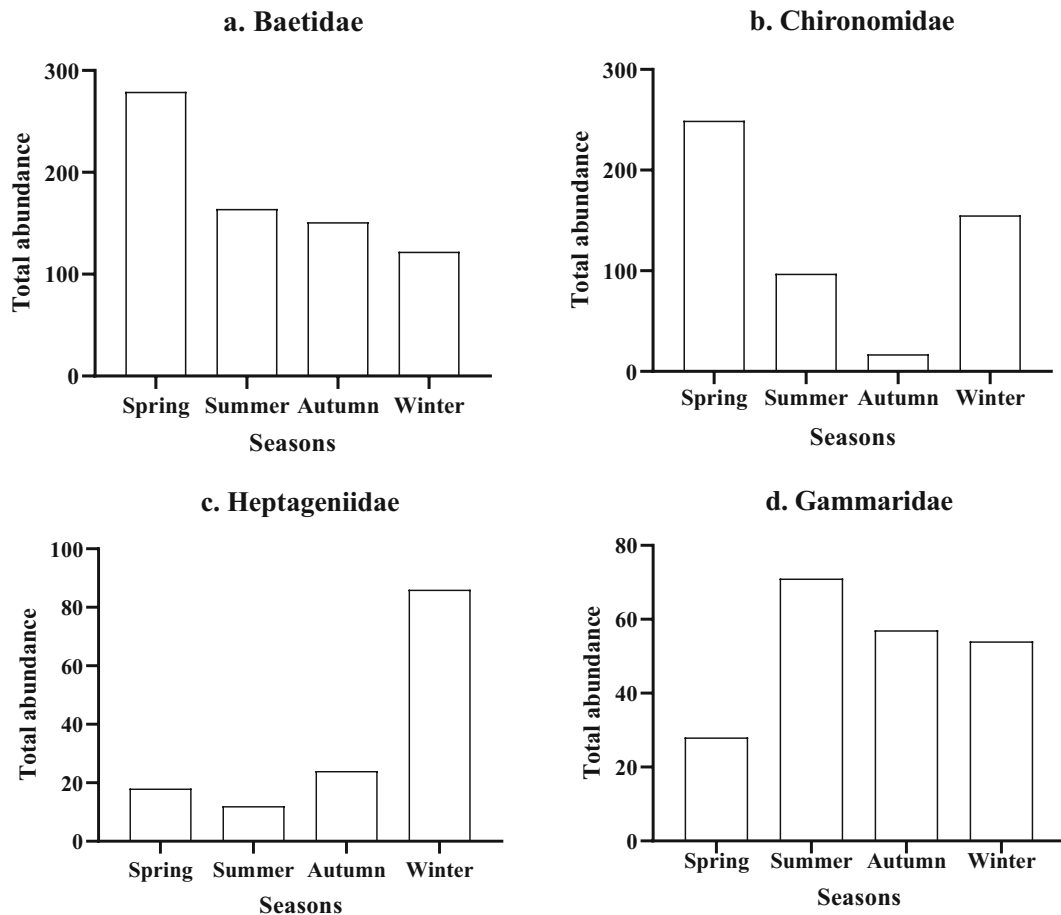 a. Baetidae
300
200
100
0
Total abundance
Spring Summer Autumn Winter
Seasons
b. Chironomidae
300
200
100
0
Total abundance
Spring Summer Autumn Winter
Seasons
c. Heptageniidae
100
80
60
40
20
0
Total abundance
Spring Summer Autumn Winter
Seasons
d. Gammaridae
80
60
40
20
0
Total abundance
Spring Summer Autumn Winter
Seasons